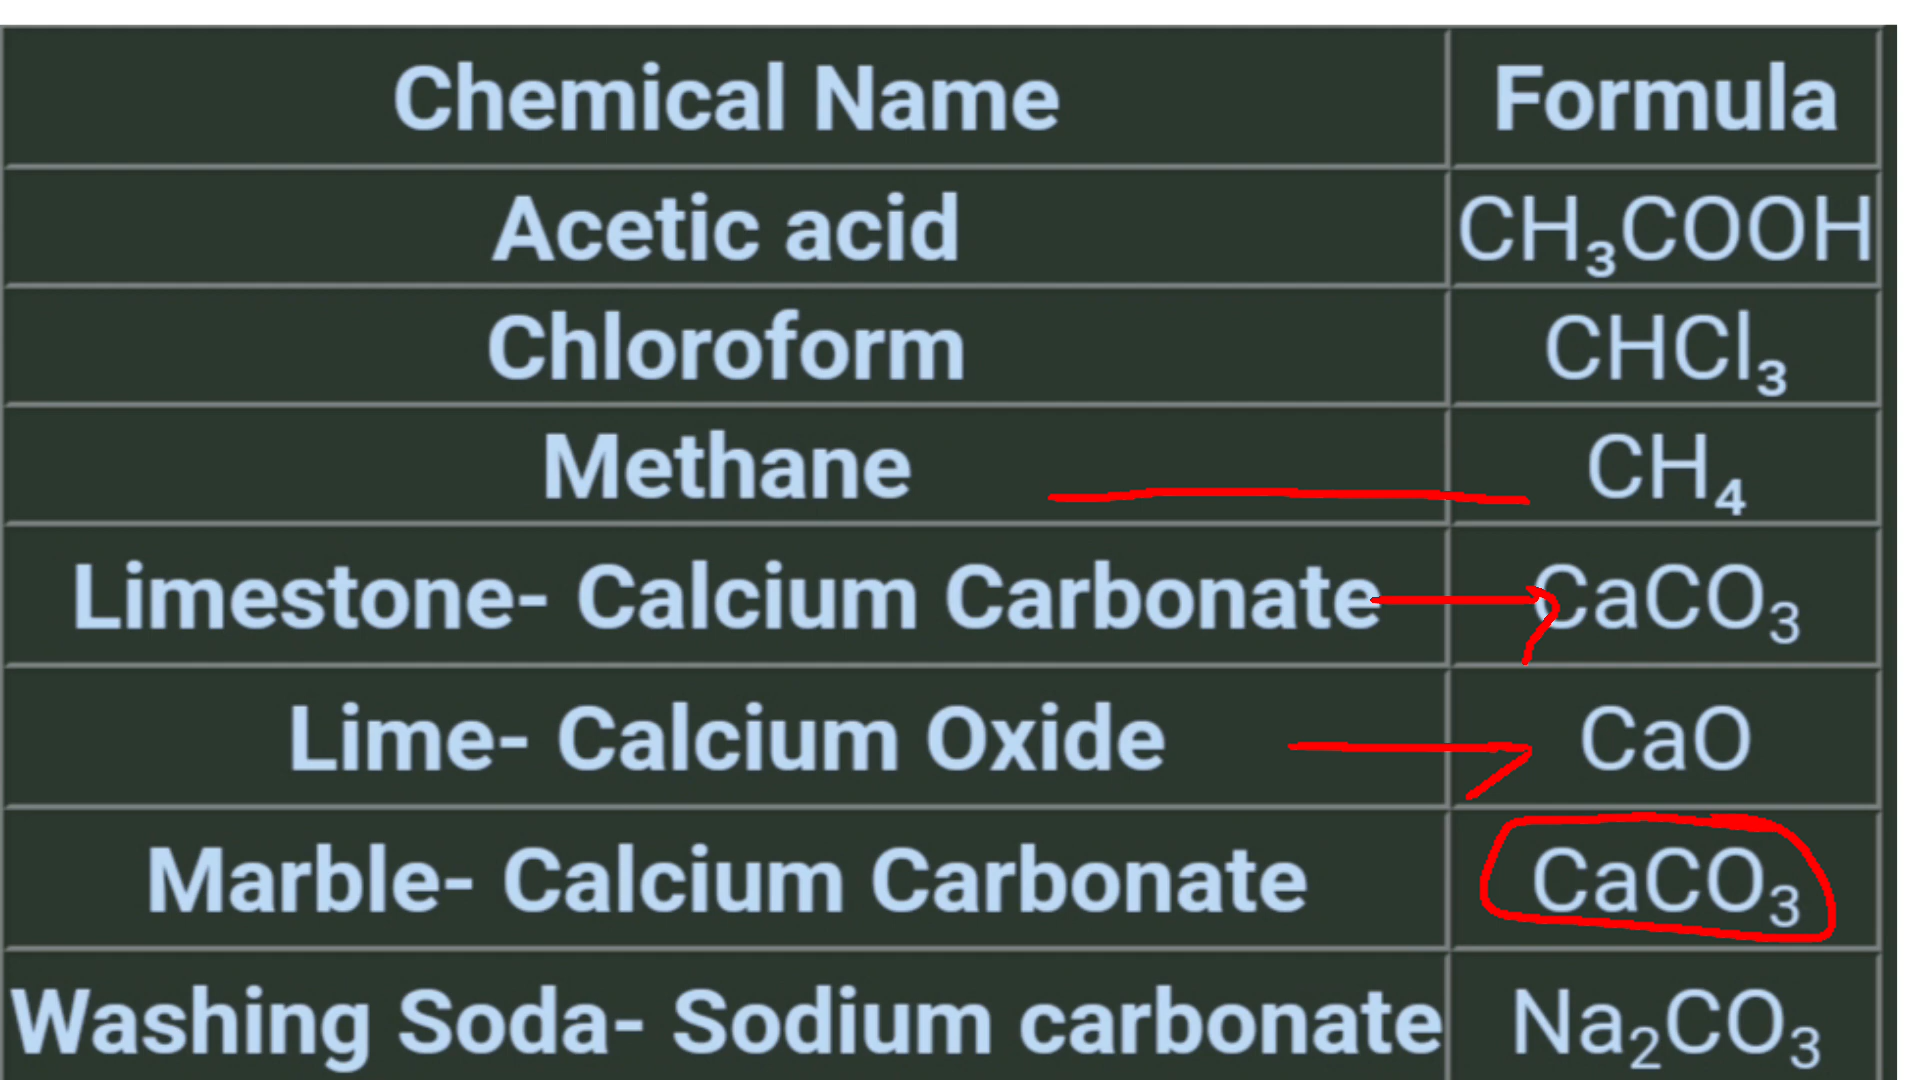 Chemical Name Formula
Acetic acid CH₃COOH
Chloroform CHCl₃
Methane CH₄
Limestone- Calcium Carbonate CaCO₃
Lime- Calcium Oxide CaO
Marble- Calcium Carbonate CaCO₃
Washing Soda- Sodium carbonate Na₂CO₃